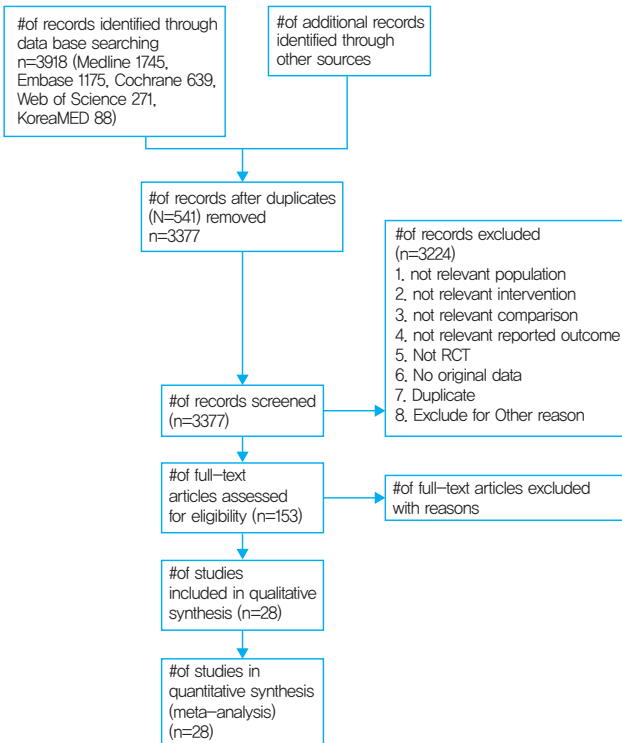 #of records identified through
data base searching
n=3918 (Medline 1745,
Embase 1175, Cochrane 639,
Web of Science 271,
KoreaMED 88)
#of additional records
identified through
other sources
#of records after duplicates
(N=541) removed
n=3377
#of records excluded
(n=3224)
1. not relevant population
2. not relevant intervention
3. not relevant comparison
4. not relevant reported outcome
5. Not RCT
6. No original data
7. Duplicate
8. Exclude for Other reason
#of records screened
(n=3377)
#of full-text
articles assessed
for eligibility (n=153)
#of full-text articles excluded
with reasons
#of studies
included in qualitative
synthesis (n=28)
#of studies in
quantitative synthesis
(meta-analysis)
(n=28)